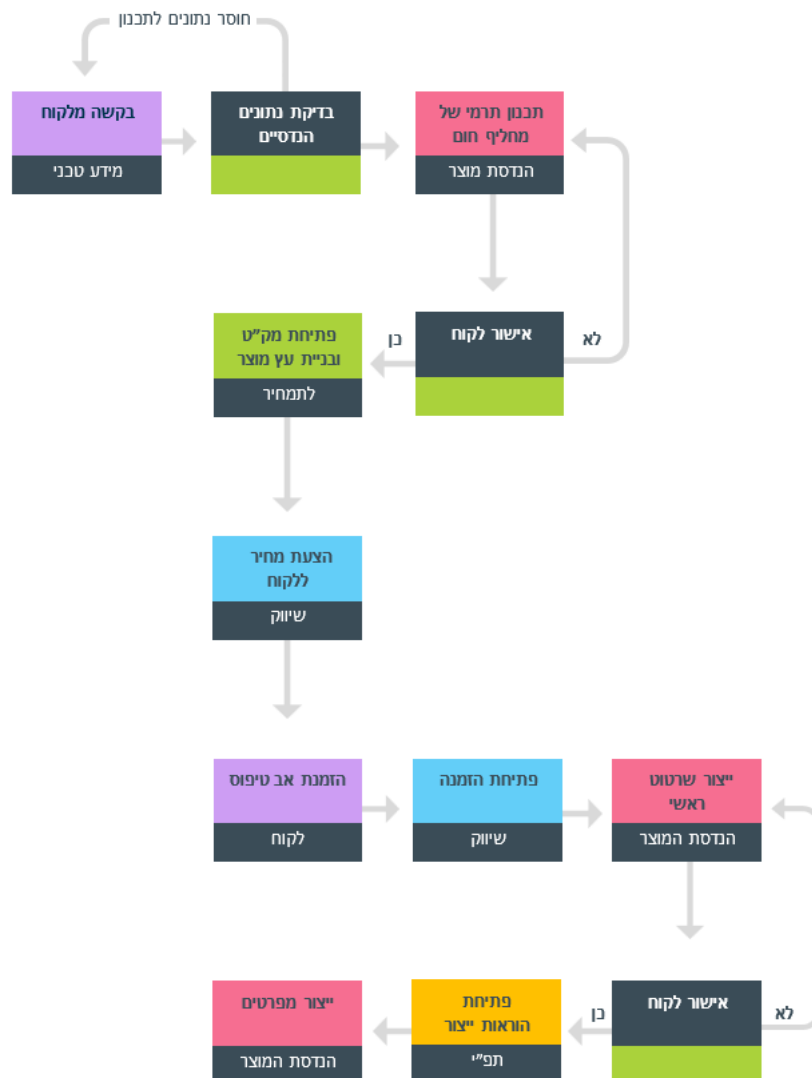 חוסר נתונים לתכנון
בקשה מלקוח
מידע טכני
בדיקת נתונים
הנדסיים
תכנון תרמי של
מחליף חום
הנדסת מוצר
אישור לקוח
לא
כן
פתיחת מק"ט
ובניית עץ מוצר
לתמחיר
הצעת מחיר
ללקוח
שיווק
הזמנת אב טיפוס
לקוח
פתיחת הזמנה
שיווק
ייצור שרטוט
ראשי
הנדסת המוצר
אישור לקוח
לא
כן
פתיחת
הוראות ייצור
תפ"י
ייצור מפרטים
הנדסת המוצר